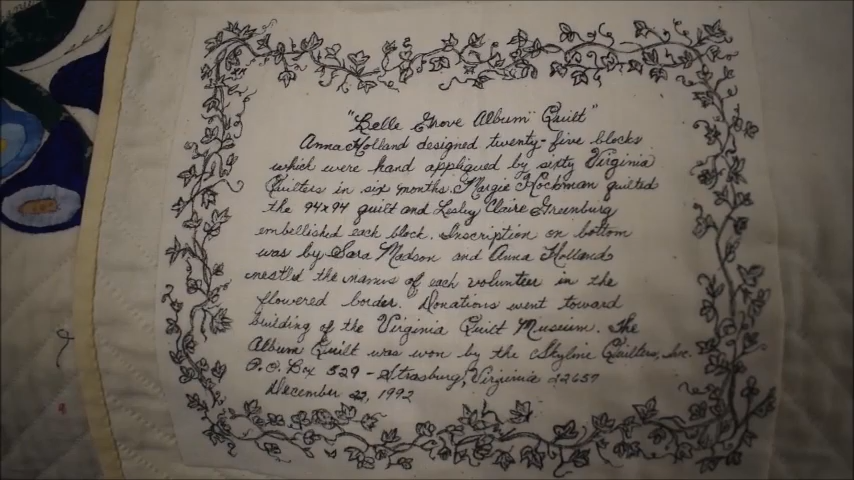 "Belle Grove Album Quilt"
Anna Holland designed twenty-five blocks
which were hand appliqued by sixty Virginia
Quilters in six months. Margie Hockman quilted
the 94x94 quilt and Lesley Claire Greenburg
embellished each block. Inscription on bottom
was by Sara Madson and Anna Holland
nestled the names of each volunteer in the
flowered border. Donations went toward
building of the Virginia Quilt Museum. The
Album Quilt was won by the Skyline Quilters, Inc.
P.O. Box 529 - Strasburg, Virginia 22657
December 22, 1992